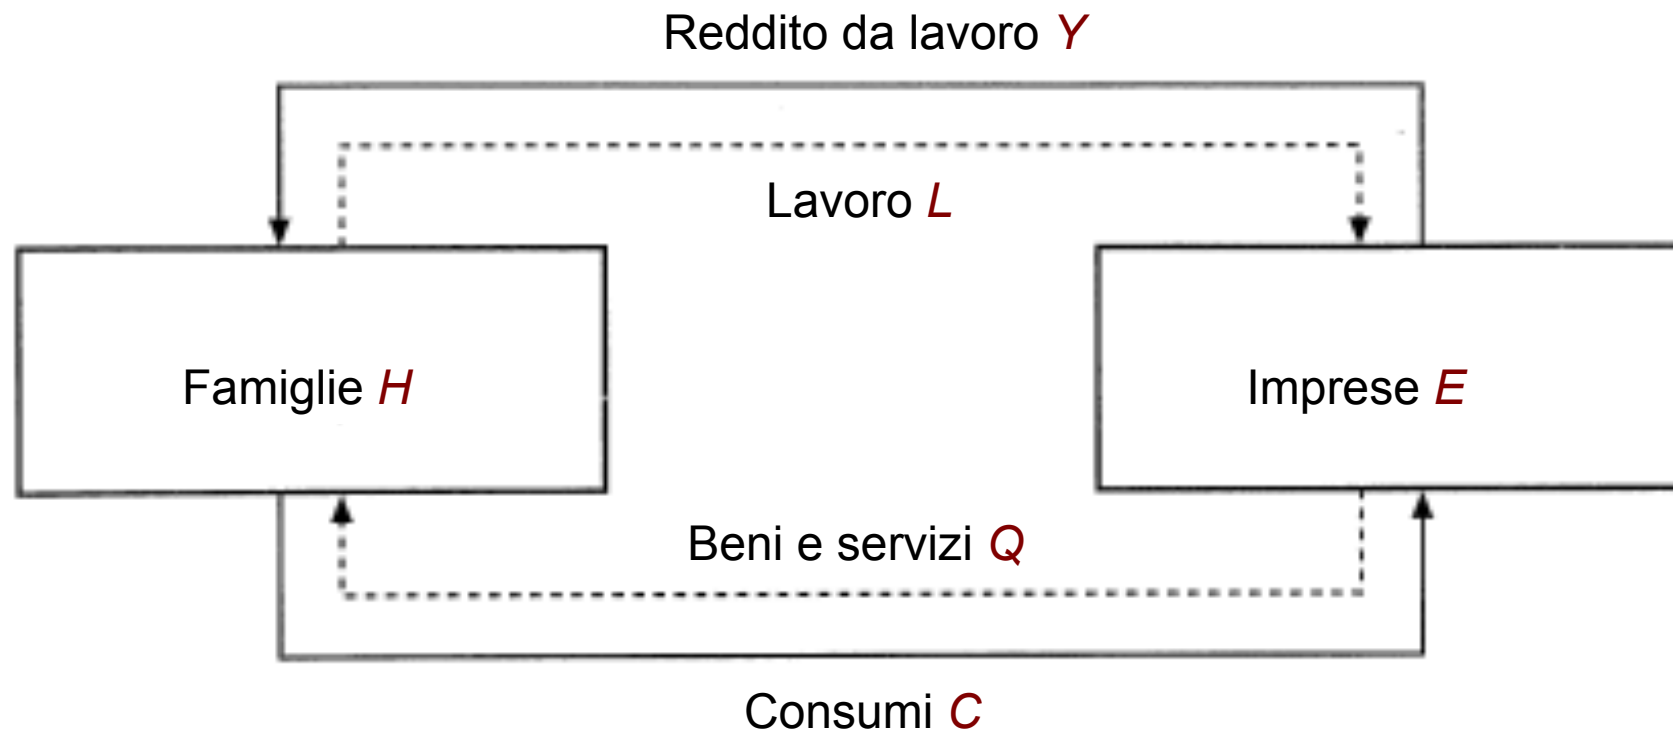 Reddito da lavoro Y
Lavoro L
Famiglie H
Imprese E
Beni e servizi Q
Consumi C